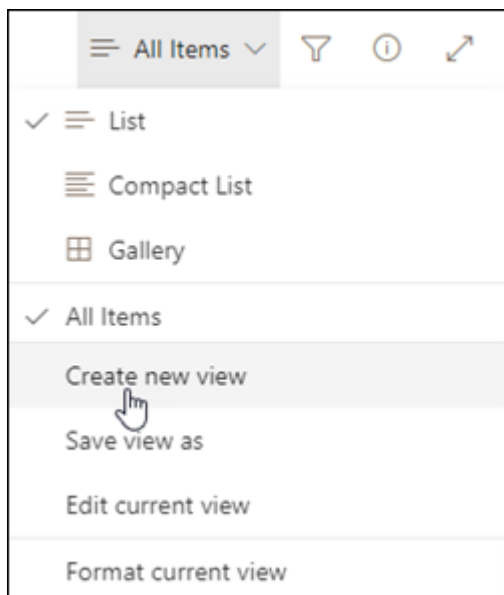 All Items
List
Compact List
Gallery
All Items
Create new view
Save view as
Edit current view
Format current view